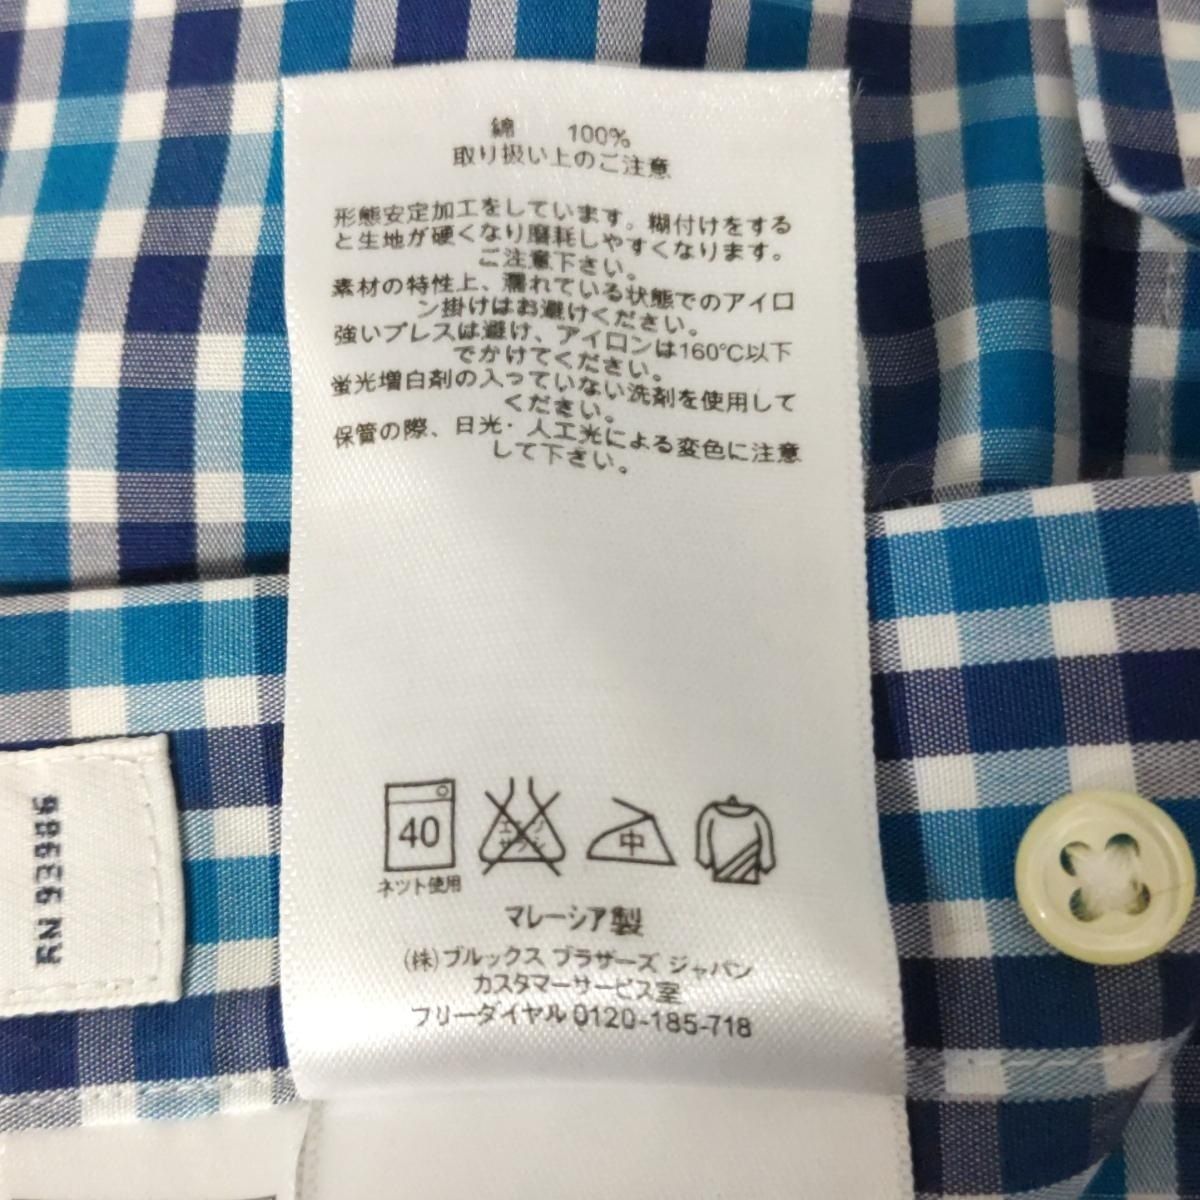 綿 100%
取り扱い上のご注意
形態安定加工をしています。糊付けをする
と生地が硬くなり磨耗しやすくなります。
ご注意下さい。
素材の特性上、濡れている状態でのアイロ
ン掛けはお避けください。
強いプレスは避け、アイロンは160℃以下
でかけてください。
蛍光増白剤の入っていない洗剤を使用して
ください。
保管の際、日光・人工光による変色に注意
して下さい。
40
エンソ
サラシ
中
ネット使用
マレーシア製
(株)ブルックス ブラザーズ ジャパン
カスタマーサービス室
フリーダイヤル 0120-185-718
RN 93986